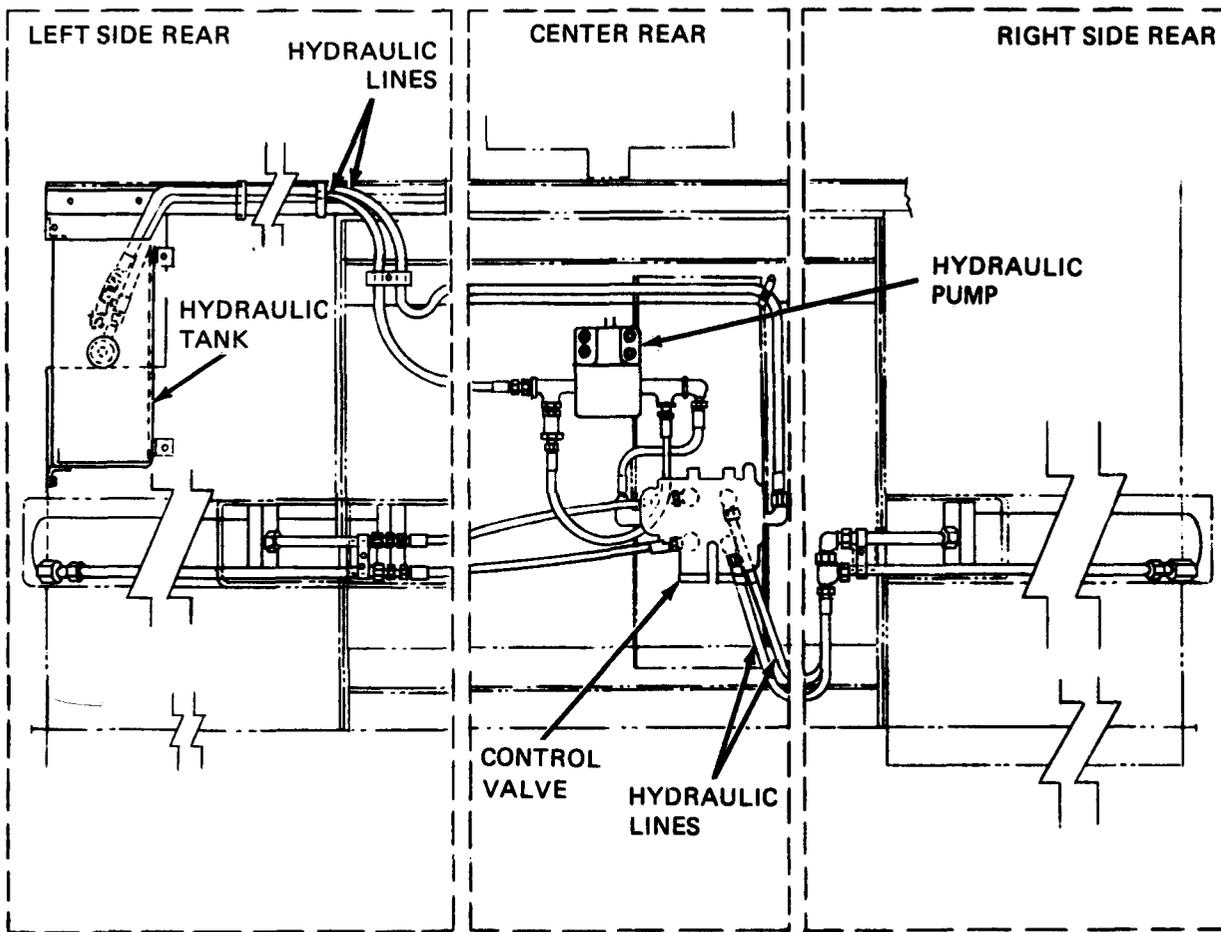 LEFT SIDE REAR
CENTER REAR
RIGHT SIDE REAR
HYDRAULIC
LINES
HYDRAULIC
PUMP
HYDRAULIC
TANK
CONTROL
VALVE
HYDRAULIC
LINES